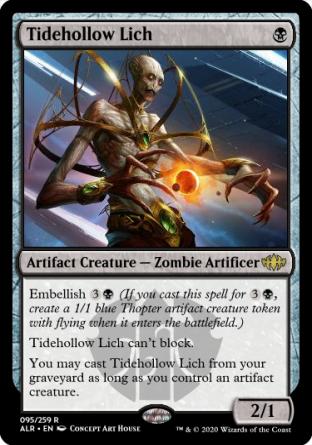 Tidehollow Lich
Artifact Creature — Zombie Artificer
Embellish 3 (If you cast this spell for 3 ,
create a 1/1 blue Thopter artifact creature token
with flying when it enters the battlefield.)
Tidehollow Lich can't block.
You may cast Tidehollow Lich from your
graveyard as long as you control an artifact
creature.
095/259 R
ALR • EN CONCEPT ART HOUSE
™ & © 2020 Wizards of the Coast
2/1